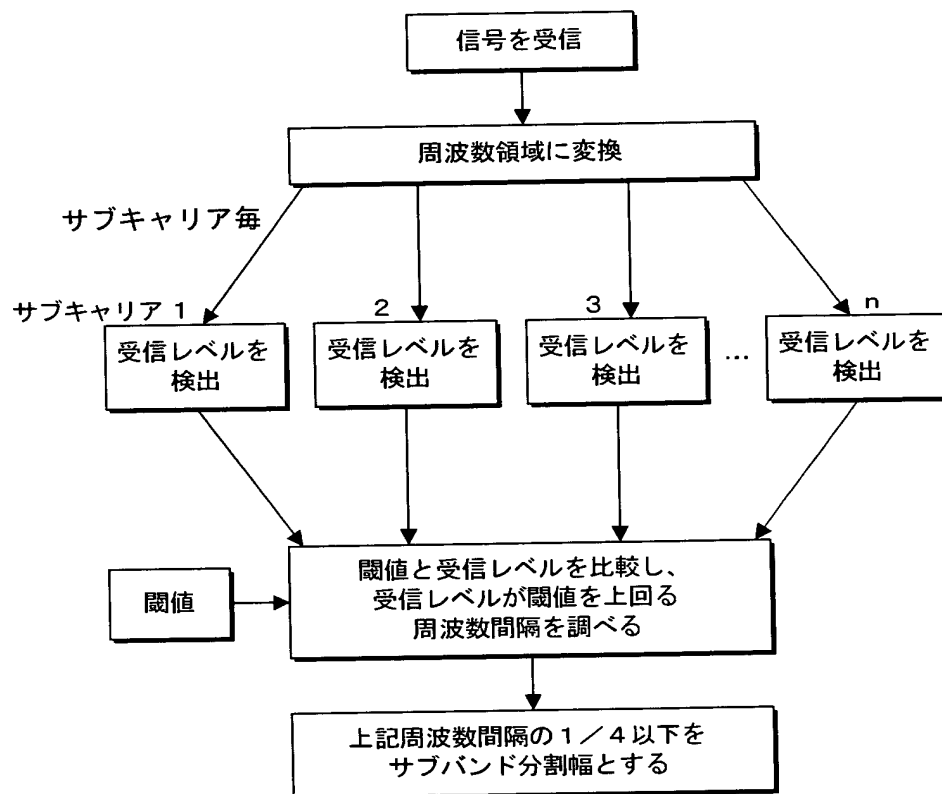 信号を受信
周波数領域に変換
サブキャリア毎
サブキャリア 1
2
3
n
受信レベルを
検出
受信レベルを
検出
受信レベルを
検出
…
受信レベルを
検出
閾値
閾値と受信レベルを比較し、
受信レベルが閾値を上回る
周波数間隔を調べる
上記周波数間隔の1／4以下を
サブバンド分割幅とする